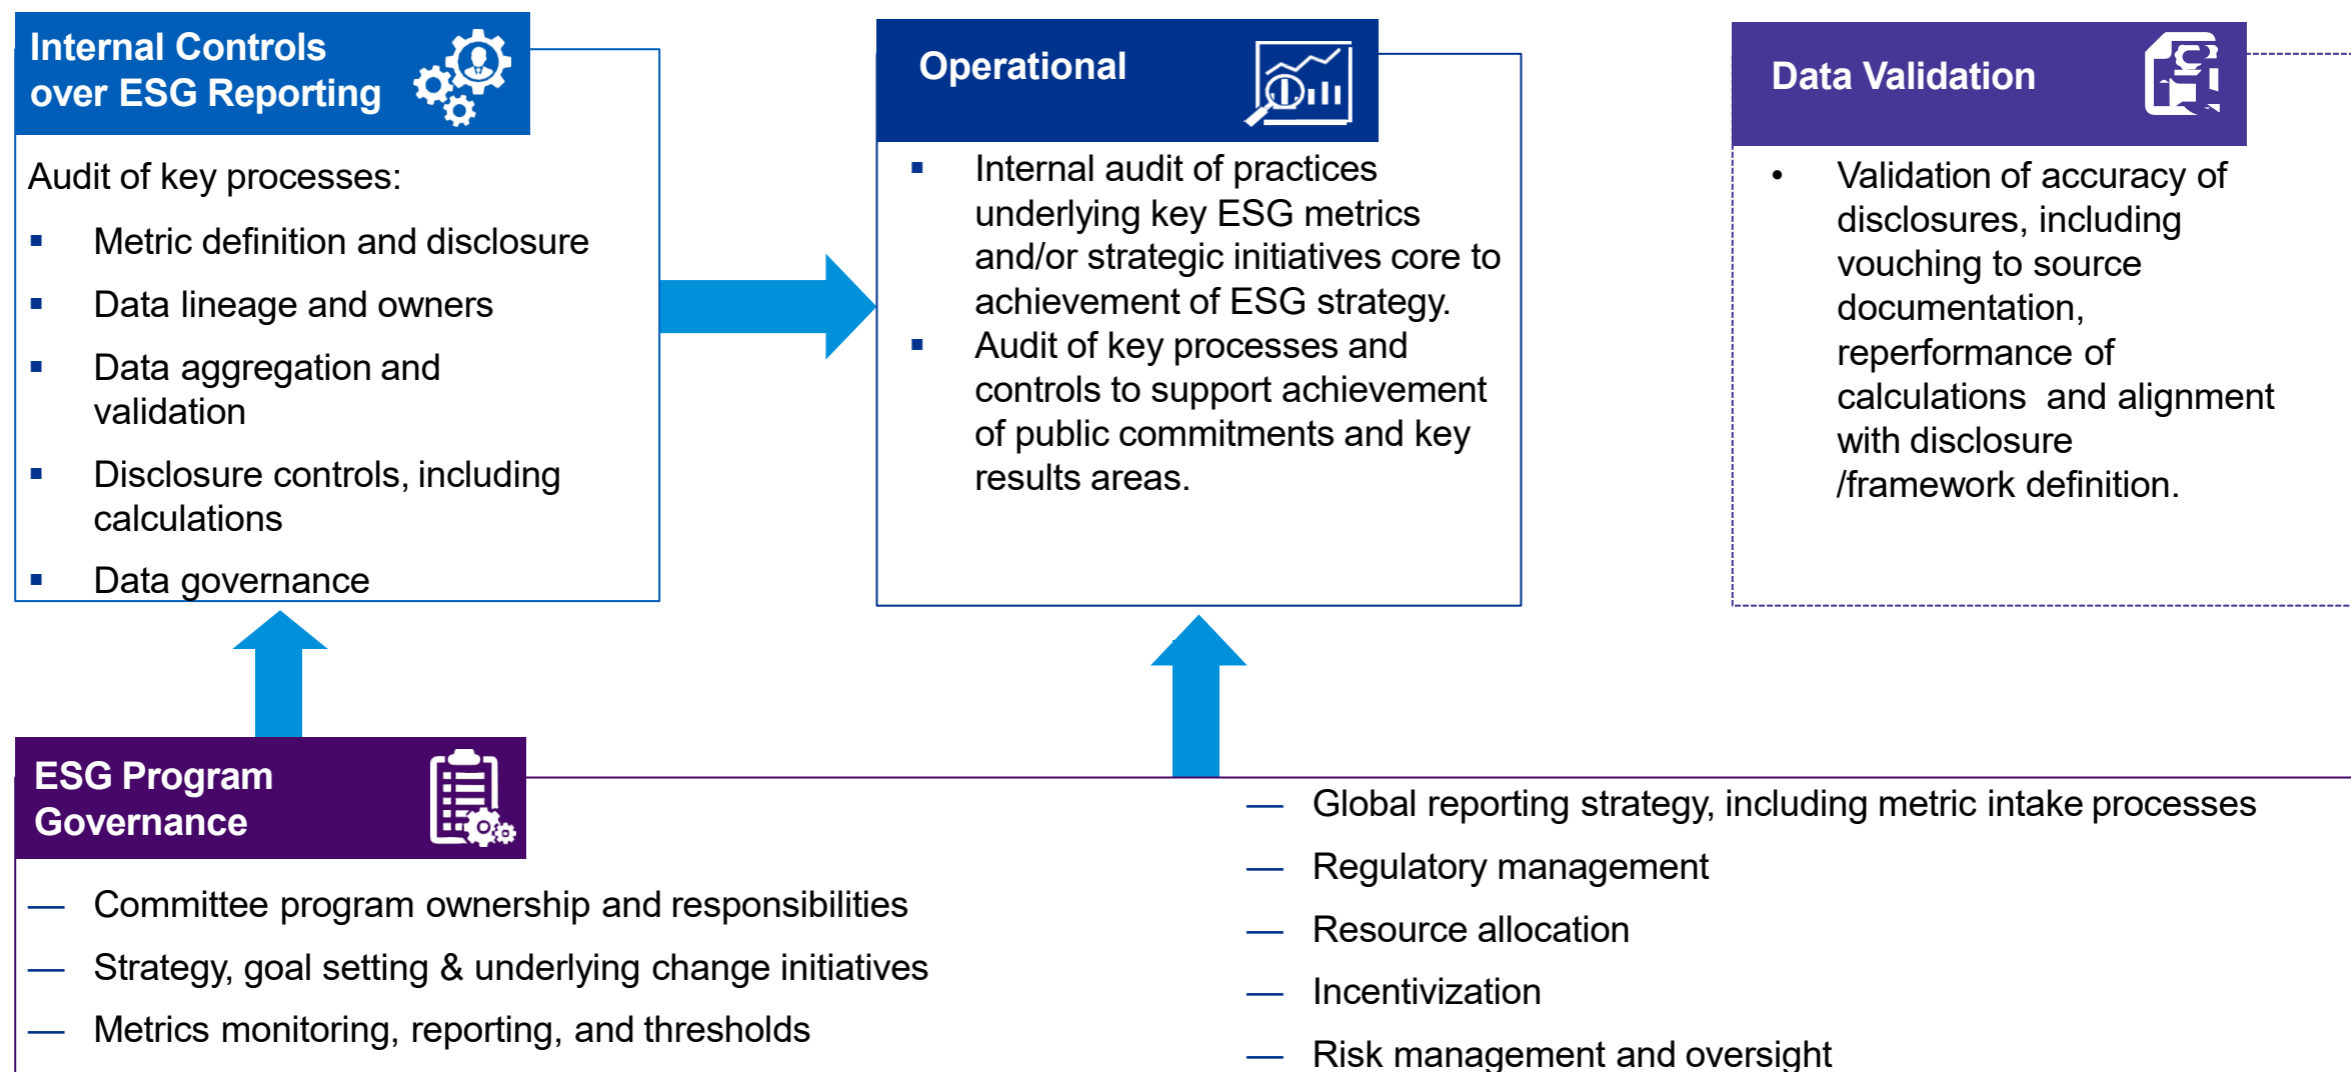 Internal Controls
over ESG Reporting
Audit of key processes:
▪ Metric definition and disclosure
▪ Data lineage and owners
▪ Data aggregation and
validation
▪ Disclosure controls, including
calculations
▪ Data governance
Operational
▪ Internal audit of practices
underlying key ESG metrics
and/or strategic initiatives core to
achievement of ESG strategy.
▪ Audit of key processes and
controls to support achievement
of public commitments and key
results areas.
Data Validation
• Validation of accuracy of
disclosures, including
vouching to source
documentation,
reperformance of
calculations and alignment
with disclosure
/framework definition.
ESG Program
Governance
— Committee program ownership and responsibilities
— Strategy, goal setting & underlying change initiatives
— Metrics monitoring, reporting, and thresholds
— Global reporting strategy, including metric intake processes
— Regulatory management
— Resource allocation
— Incentivization
— Risk management and oversight